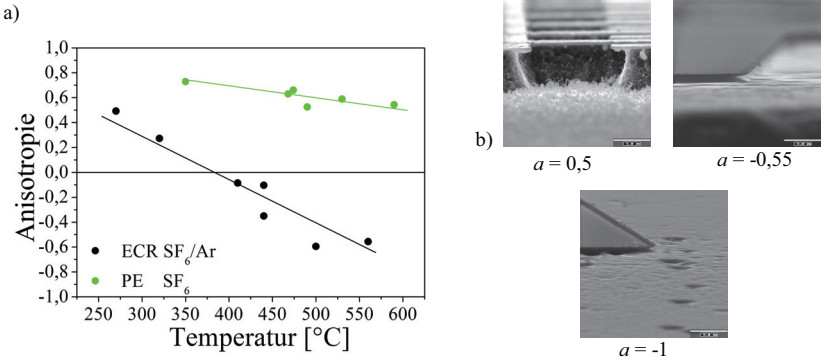 a)
1,0
0,8
0,6
0,4
0,2
0,0
-0,2
-0,4
-0,6
-0,8
-1,0
Anisotropie
ECR SF6/Ar
PE SF6
250 300 350 400 450 500 550 600
Temperatur [°C]
b)
a = 0,5
a = -0,55
a = -1